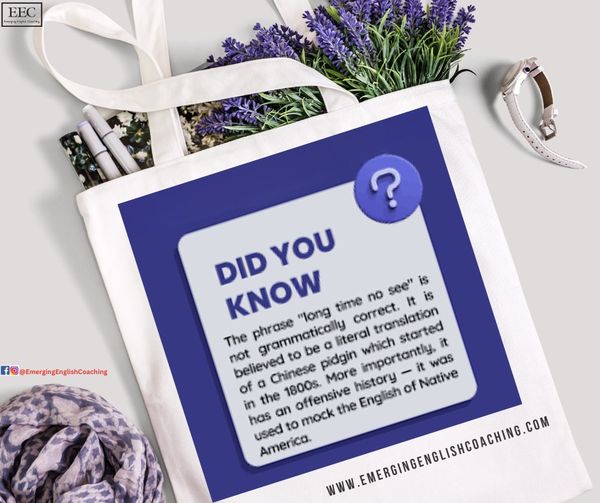 EEC
Emerging English Coaching
?
DID YOU
KNOW
The phrase "long time no see" is
not grammatically correct. It is
believed to be a literal translation
of a Chinese pidgin which started
in the 1800s. More importantly, it
has an offensive history — it was
used to mock the English of Native
America.
@EmergingEnglishCoaching
WWW.EMERGINGENGLISHCOACHING.COM